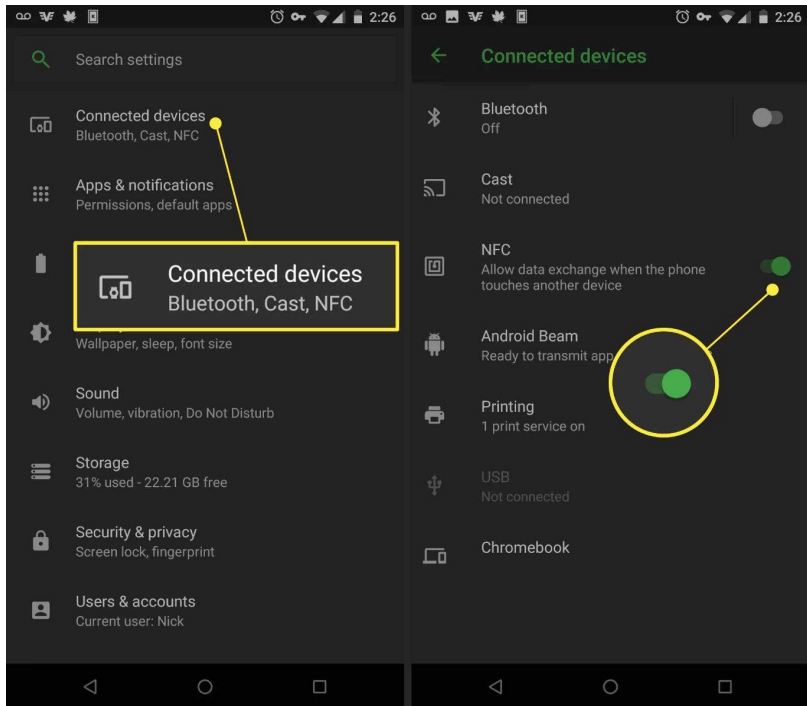 2:26
Search settings
Connected devices
Bluetooth, Cast, NFC
Apps & notifications
Permissions, default apps
Connected devices
Bluetooth, Cast, NFC
Wallpaper, sleep, font size
Sound
Volume, vibration, Do Not Disturb
Storage
31% used - 22.21 GB free
Security & privacy
Screen lock, fingerprint
Users & accounts
Current user: Nick
2:26
Connected devices
Bluetooth
Off
Cast
Not connected
NFC
Allow data exchange when the phone
touches another device
Android Beam
Ready to transmit app
Printing
1 print service on
USB
Not connected
Chromebook